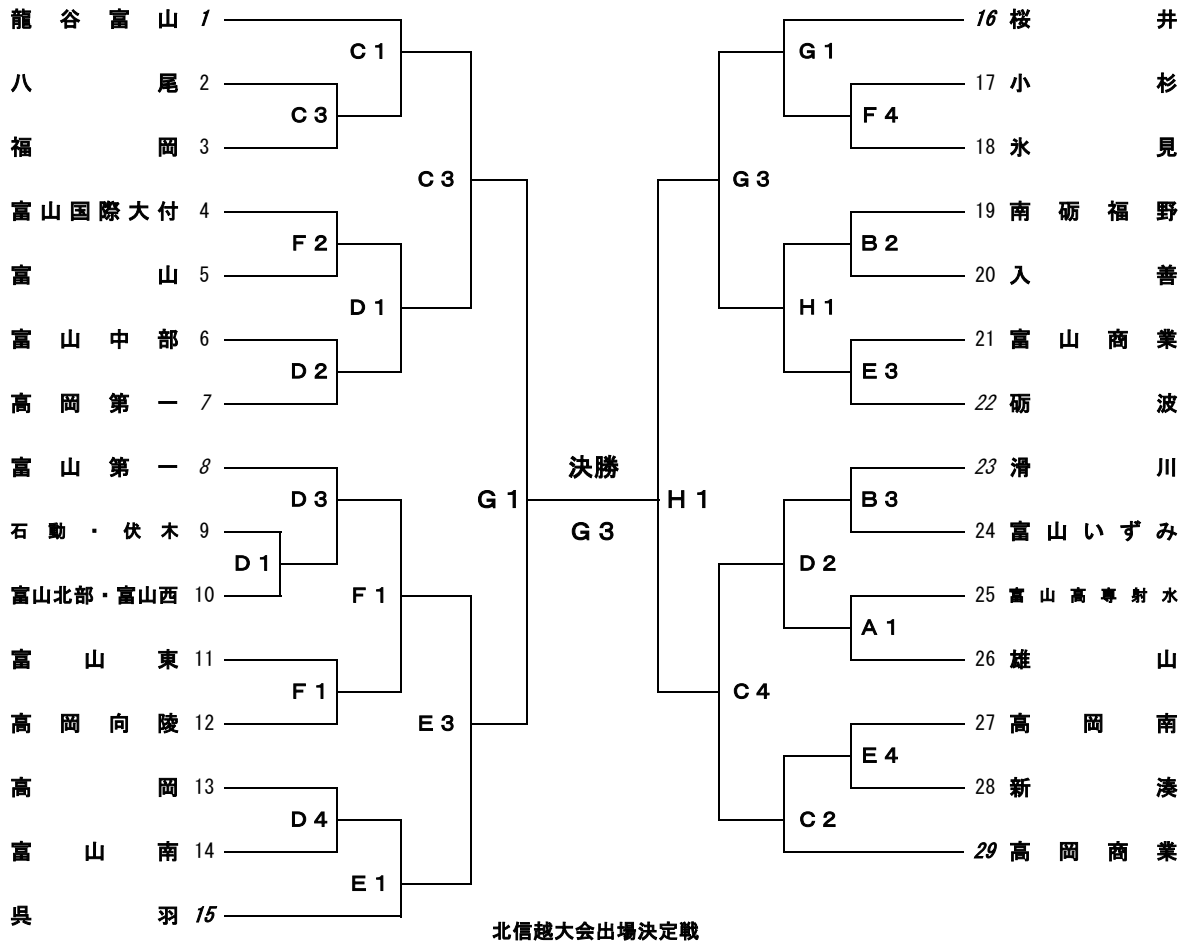 龍谷富山 1
C1
八尾 2
C3
福岡 3
C3
富山国際大付 4
F2
富山 5
D1
富山中部 6
D2
高岡第一 7
富山第一 8
D3
G1
石動・伏木 9
D1
富山北部・富山西 10
F1
富山東 11
F1
高岡向陵 12
E3
高岡 13
D4
富山南 14
E1
呉羽 15
決勝
G3
16 桜井
G1
17 小杉
F4
18 氷見
G3
19 南砺福野
B2
20 入善
H1
21 富山商業
E3
22 砺波
23 滑川
B3
H1
24 富山いずみ
D2
25 富山高専射水
A1
26 雄山
C4
27 高岡南
E4
28 新湊
C2
29 高岡商業
北信越大会出場決定戦